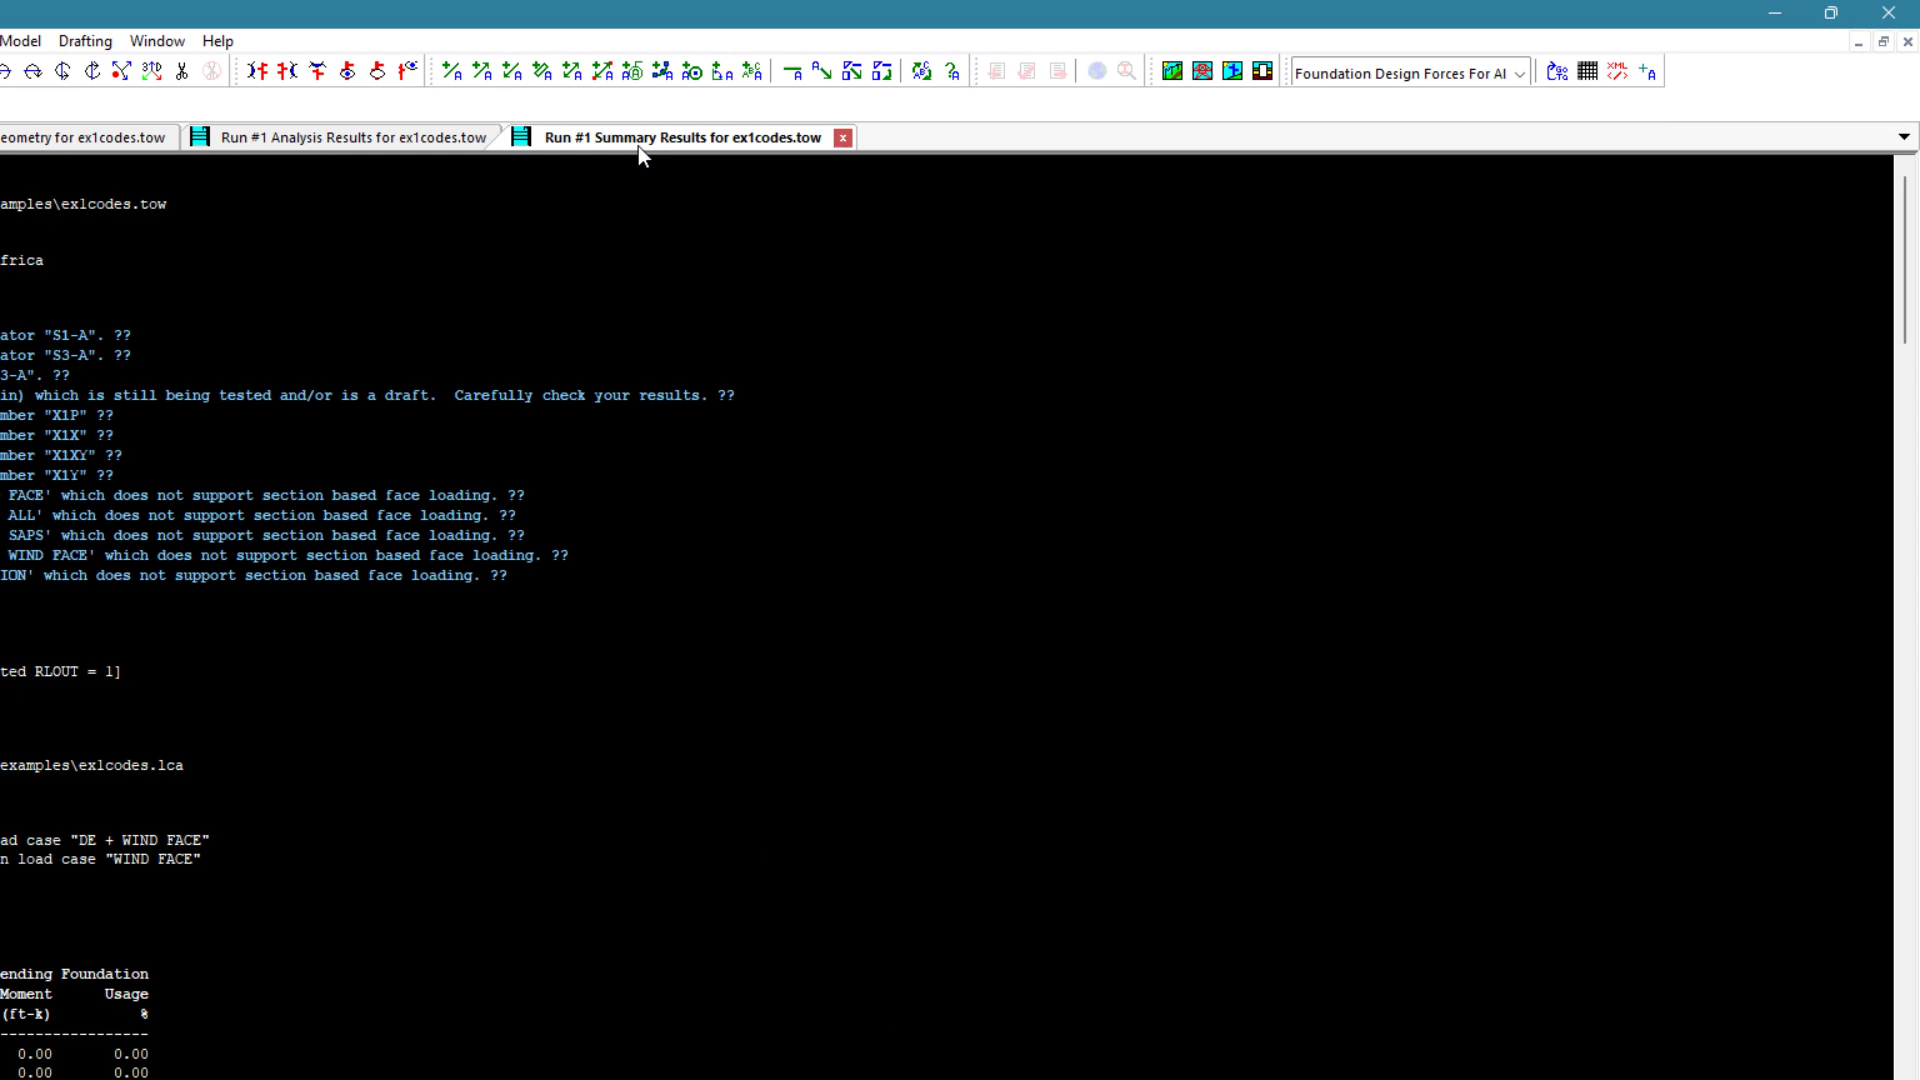 Model Drafting Window Help
Foundation Design Forces For Al
eometry for ex1codes.tow Run #1 Analysis Results for ex1codes.tow Run #1 Summary Results for ex1codes.tow
amples\ex1codes.tow
frica
ator "S1-A". ??
ator "S3-A". ??
3-A". ??
in) which is still being tested and/or is a draft. Carefully check your results. ??
mber "X1P" ??
mber "X1X" ??
mber "X1XY" ??
mber "X1Y" ??
FACE' which does not support section based face loading. ??
ALL' which does not support section based face loading. ??
SAPS' which does not support section based face loading. ??
WIND FACE' which does not support section based face loading. ??
ION' which does not support section based face loading. ??
ted RLOUT = 1]
examples\ex1codes.lca
ad case "DE + WIND FACE"
n load case "WIND FACE"
ending Foundation
Moment Usage
(ft-k) %
-----------------
0.00 0.00
0.00 0.00